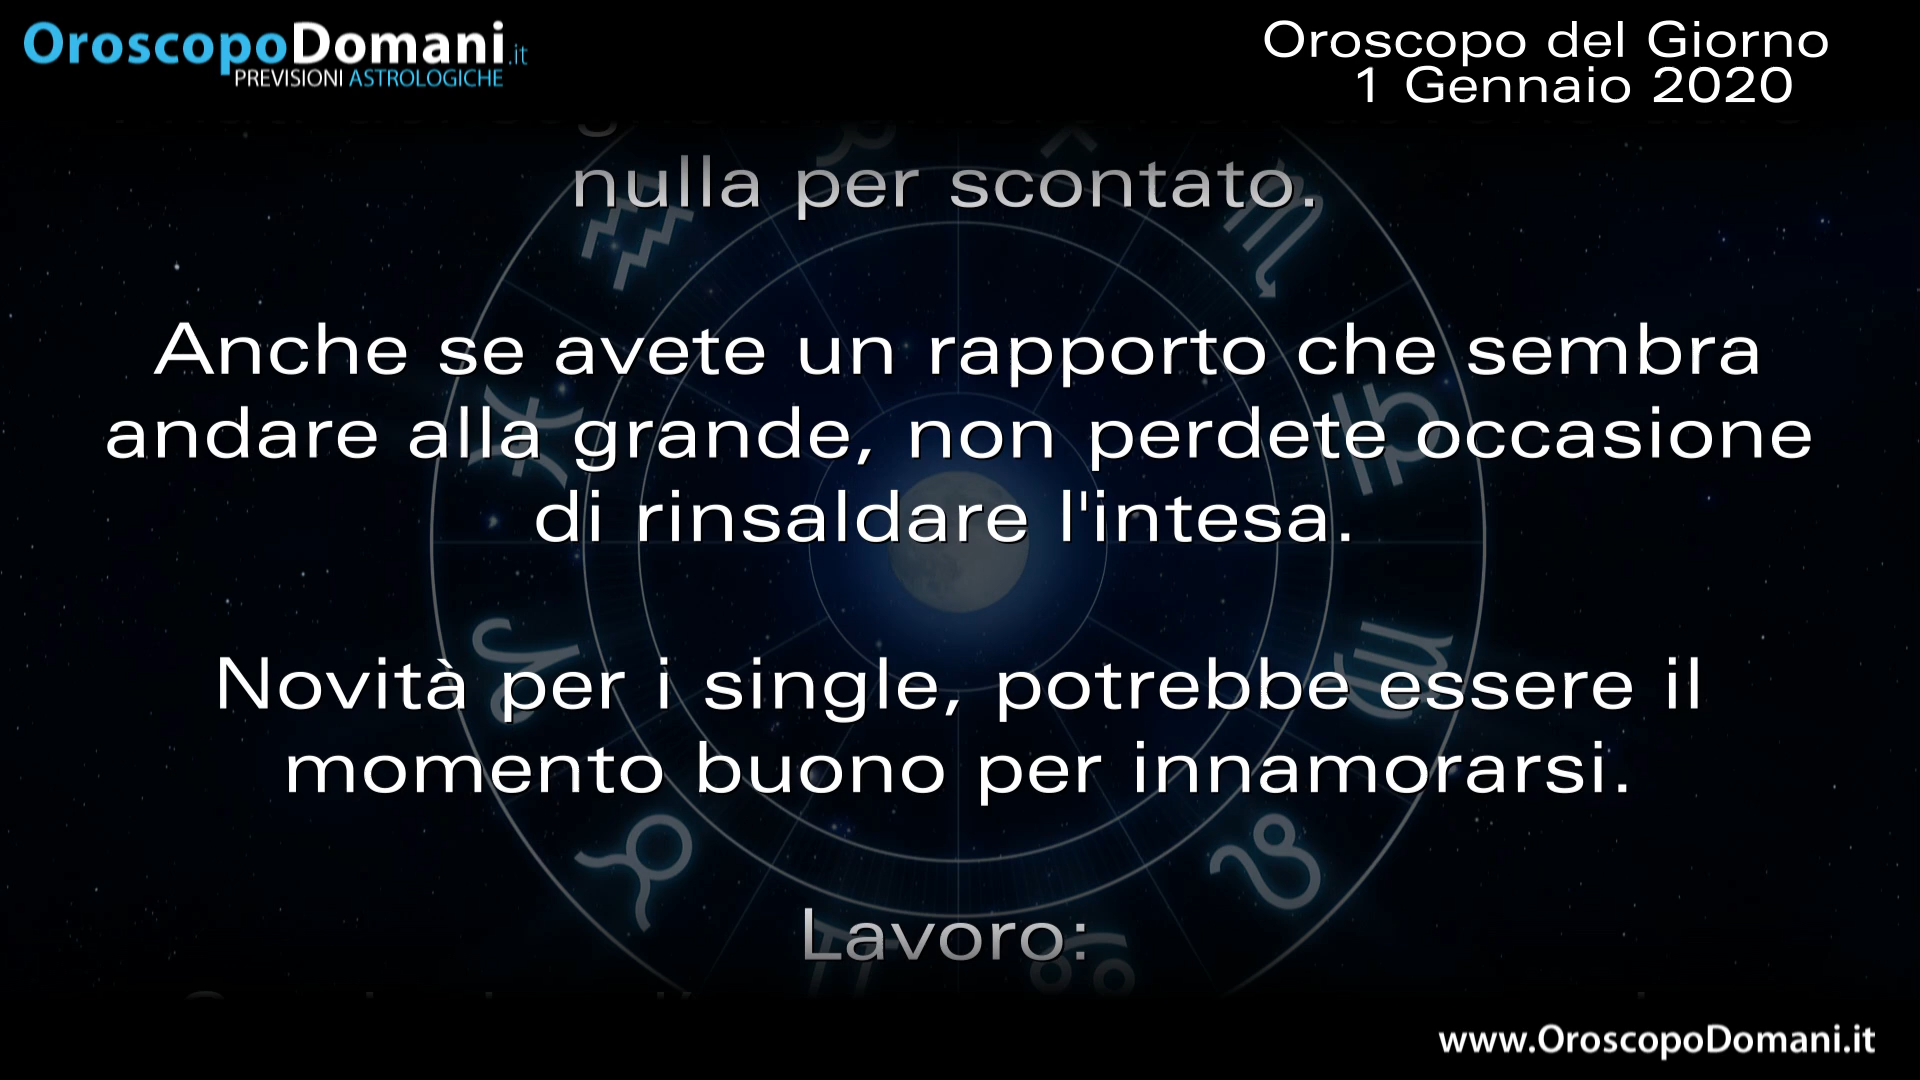 OroscopoDomani.it
PREVISIONI ASTROLOGICHE
Oroscopo del Giorno
1 Gennaio 2020
nulla per scontato.
Anche se avete un rapporto che sembra
andare alla grande, non perdete occasione
di rinsaldare l'intesa.
Novità per i single, potrebbe essere il
momento buono per innamorarsi.
Lavoro:
www.OroscopoDomani.it